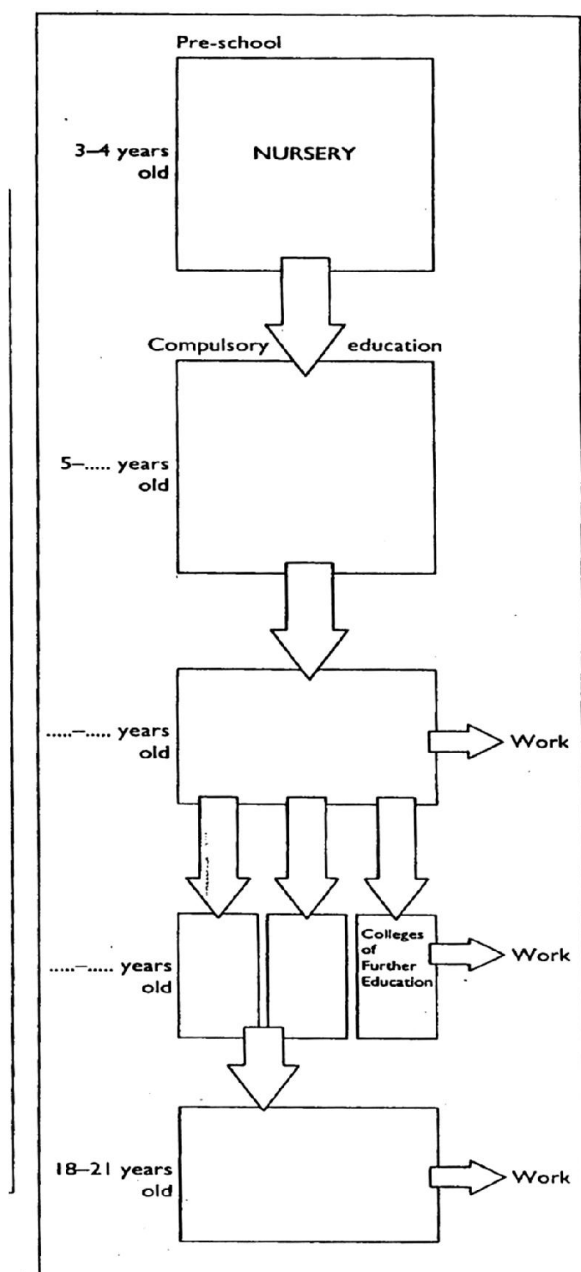 Pre-school
3–4 years
old
NURSERY
Compulsory education
5–..... years
old
.....–..... years
old
Work
.....–..... years
old
Colleges
of
Further
Education
Work
18–21 years
old
Work